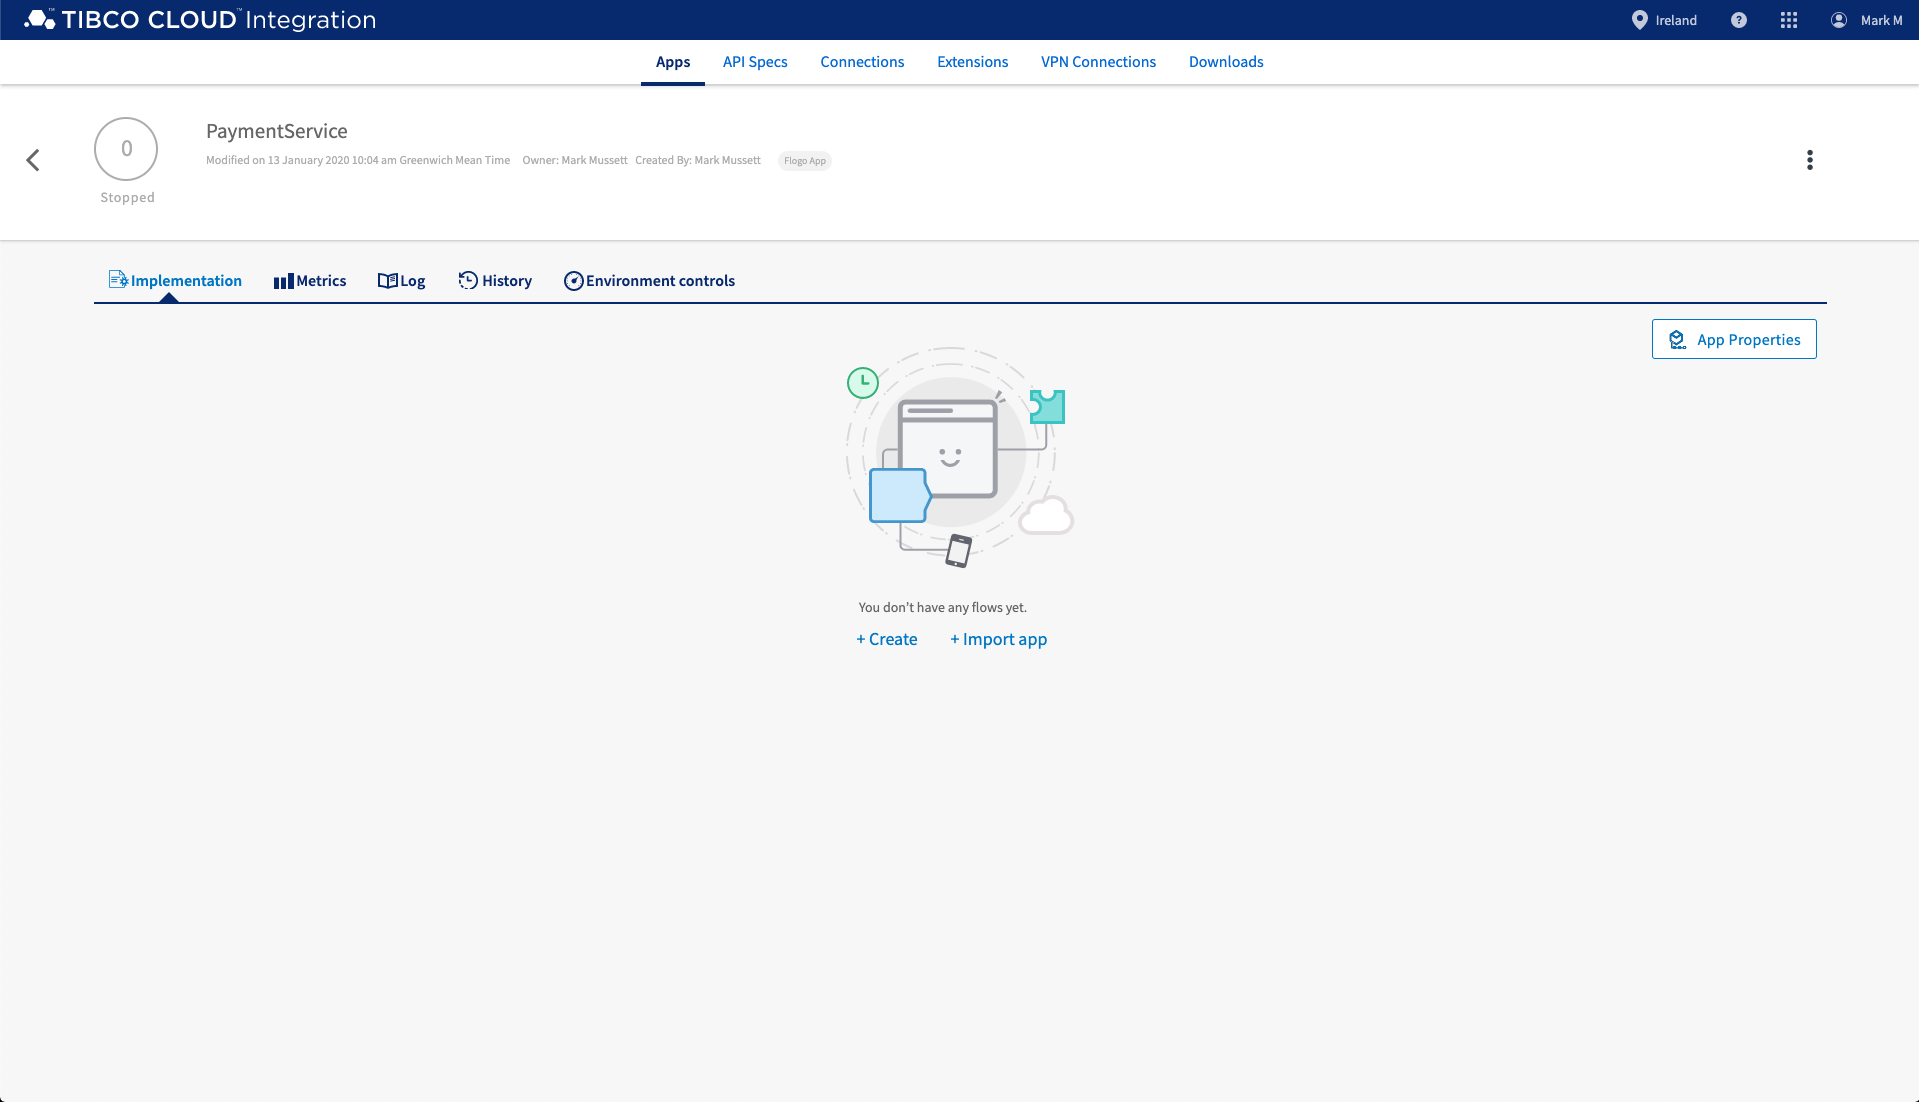 TIBCO CLOUD™ Integration
Ireland
?
Mark M
Apps
API Specs
Connections
Extensions
VPN Connections
Downloads
0
Stopped
PaymentService
Modified on 13 January 2020 10:04 am Greenwich Mean Time Owner: Mark Mussett Created By: Mark Mussett Flogo App
Implementation
Metrics
Log
History
Environment controls
App Properties
You don't have any flows yet.
+ Create
+ Import app